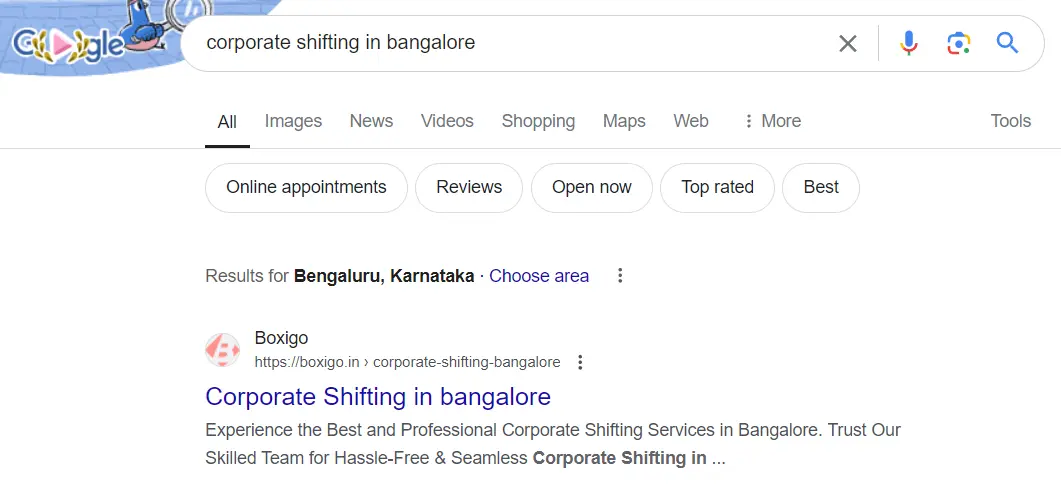 Google
corporate shifting in bangalore
All Images News Videos Shopping Maps Web More Tools
Online appointments Reviews Open now Top rated Best
Results for Bengaluru, Karnataka · Choose area
Boxigo
https://boxigo.in › corporate-shifting-bangalore
Corporate Shifting in bangalore
Experience the Best and Professional Corporate Shifting Services in Bangalore. Trust Our
Skilled Team for Hassle-Free & Seamless Corporate Shifting in ...